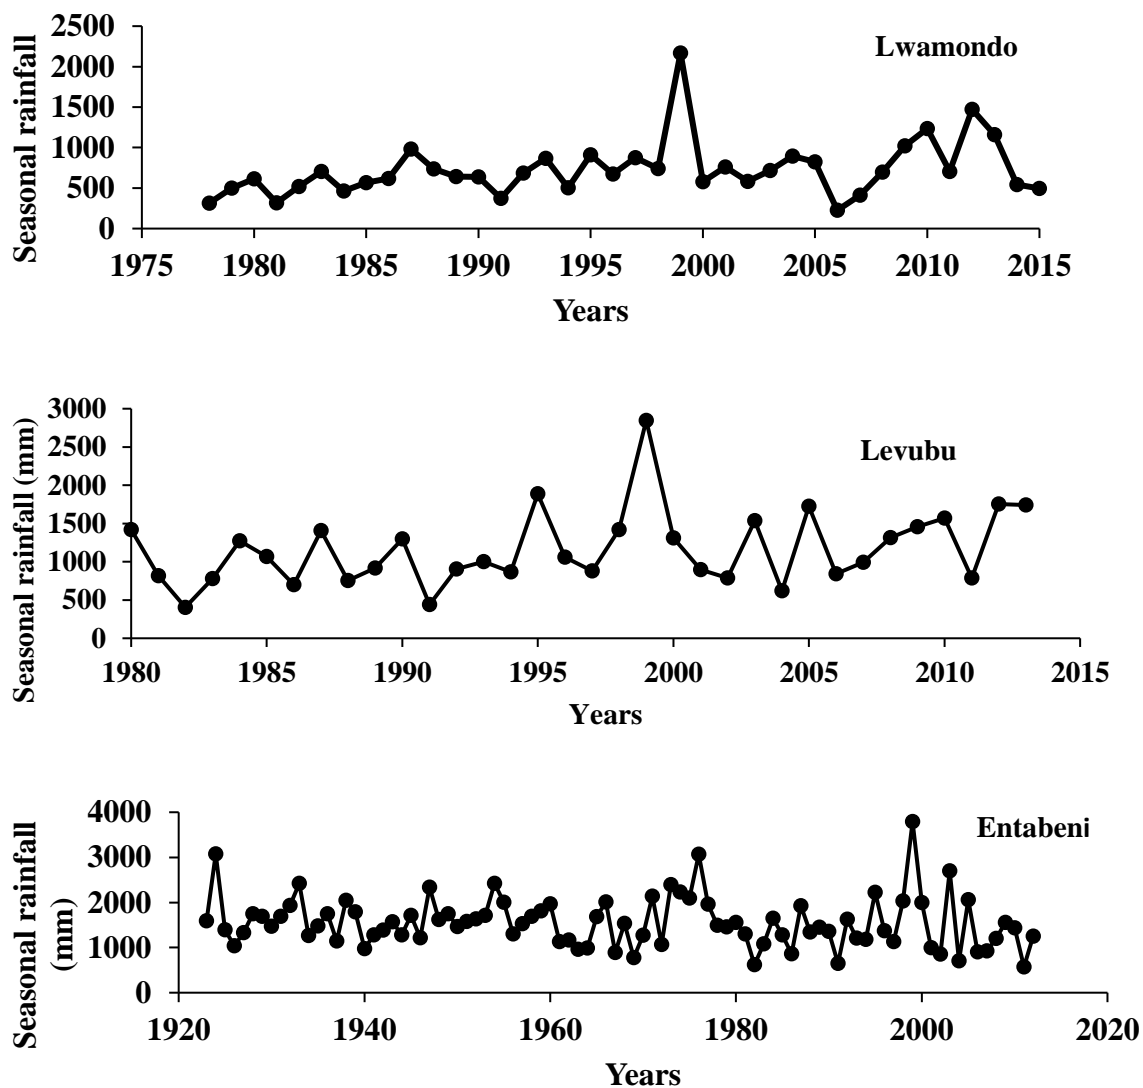 Seasonal rainfall
2500
2000
1500
1000
500
0
Lwamondo
1975 1980 1985 1990 1995 2000 2005 2010 2015
Years
Seasonal rainfall (mm)
3000
2500
2000
1500
1000
500
0
Levubu
1980 1985 1990 1995 2000 2005 2010 2015
Years
Seasonal rainfall
(mm)
4000
3000
2000
1000
0
Entabeni
1920 1940 1960 1980 2000 2020
Years